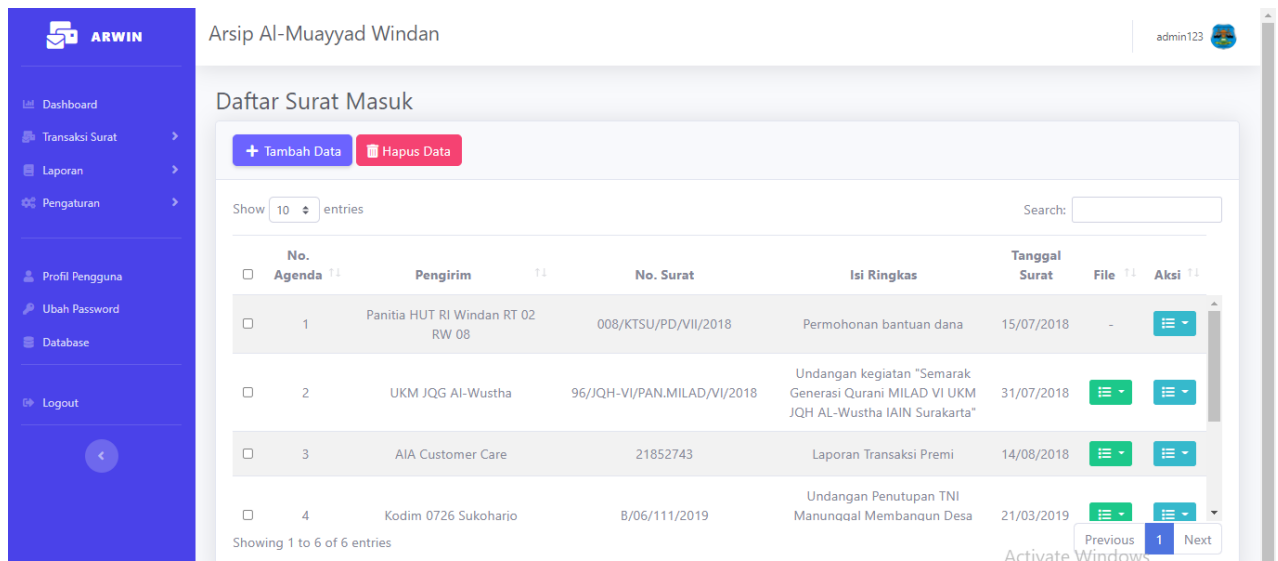 ARWIN
Arsip Al-Muayyad Windan
admin123
Dashboard
Transaksi Surat
Laporan
Pengaturan
Profil Pengguna
Ubah Password
Database
Logout
Daftar Surat Masuk
Tambah Data
Hapus Data
Show 10 entries
Search:
No. Agenda
Pengirim
No. Surat
Isi Ringkas
Tanggal Surat
File
Aksi
1
Panitia HUT RI Windan RT 02
RW 08
008/KTSU/PD/VII/2018
Permohonan bantuan dana
15/07/2018
-
2
UKM JQG Al-Wustha
96/JQH-VI/PAN.MILAD/VI/2018
Undangan kegiatan "Semarak
Generasi Qurani MILAD VI UKM
JQH AL-Wustha IAIN Surakarta"
31/07/2018
3
AIA Customer Care
21852743
Laporan Transaksi Premi
14/08/2018
4
Kodim 0726 Sukoharjo
B/06/111/2019
Undangan Penutupan TNI
Manunggal Membangun Desa
21/03/2019
Showing 1 to 6 of 6 entries
Previous
1
Next
Activate Windows